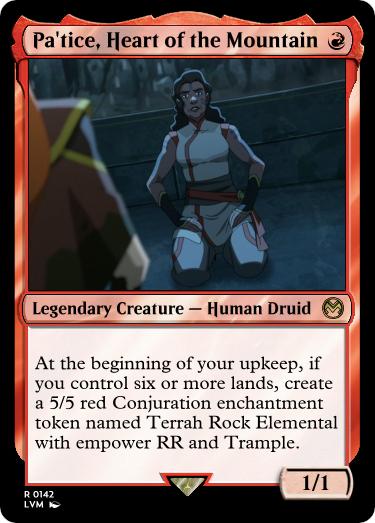 Pa'tice, Heart of the Mountain
Legendary Creature — Human Druid
At the beginning of your upkeep, if
you control six or more lands, create
a 5/5 red Conjuration enchantment
token named Terrah Rock Elemental
with empower RR and Trample.
1/1
R 0142
LVM